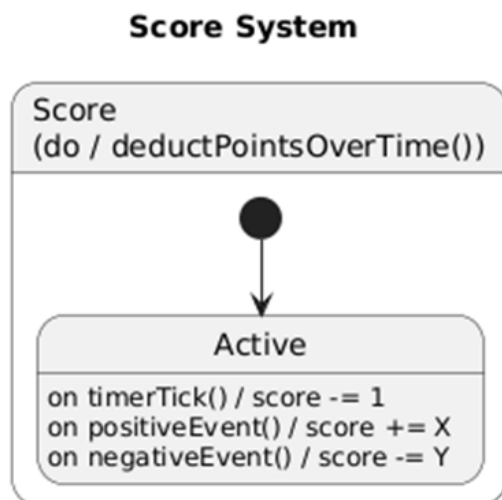 Score System
Score
(do / deductPointsOverTime())
Active
on timerTick() / score -= 1
on positiveEvent() / score += X
on negativeEvent() / score -= Y